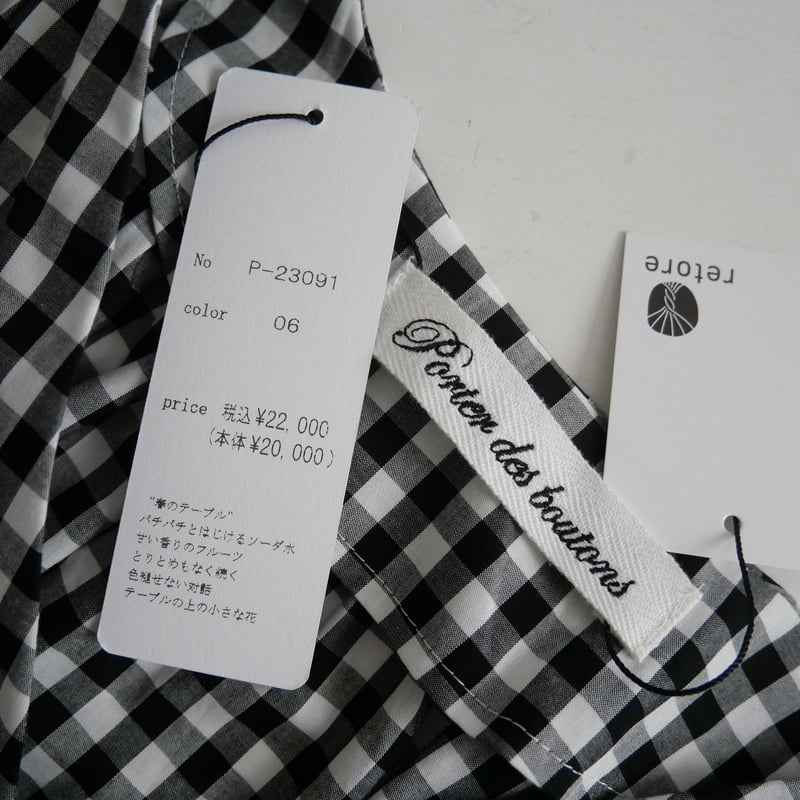 No P-23091
color 06
price 税込¥22,000
(本体¥20,000)
"春のテーブル"
パチパチとはじけるソーダ水
甘い香りのフルーツ
とりとめもなく続く
色褪せない対話
テーブルの上の小さな花
Porter des boutons
retore